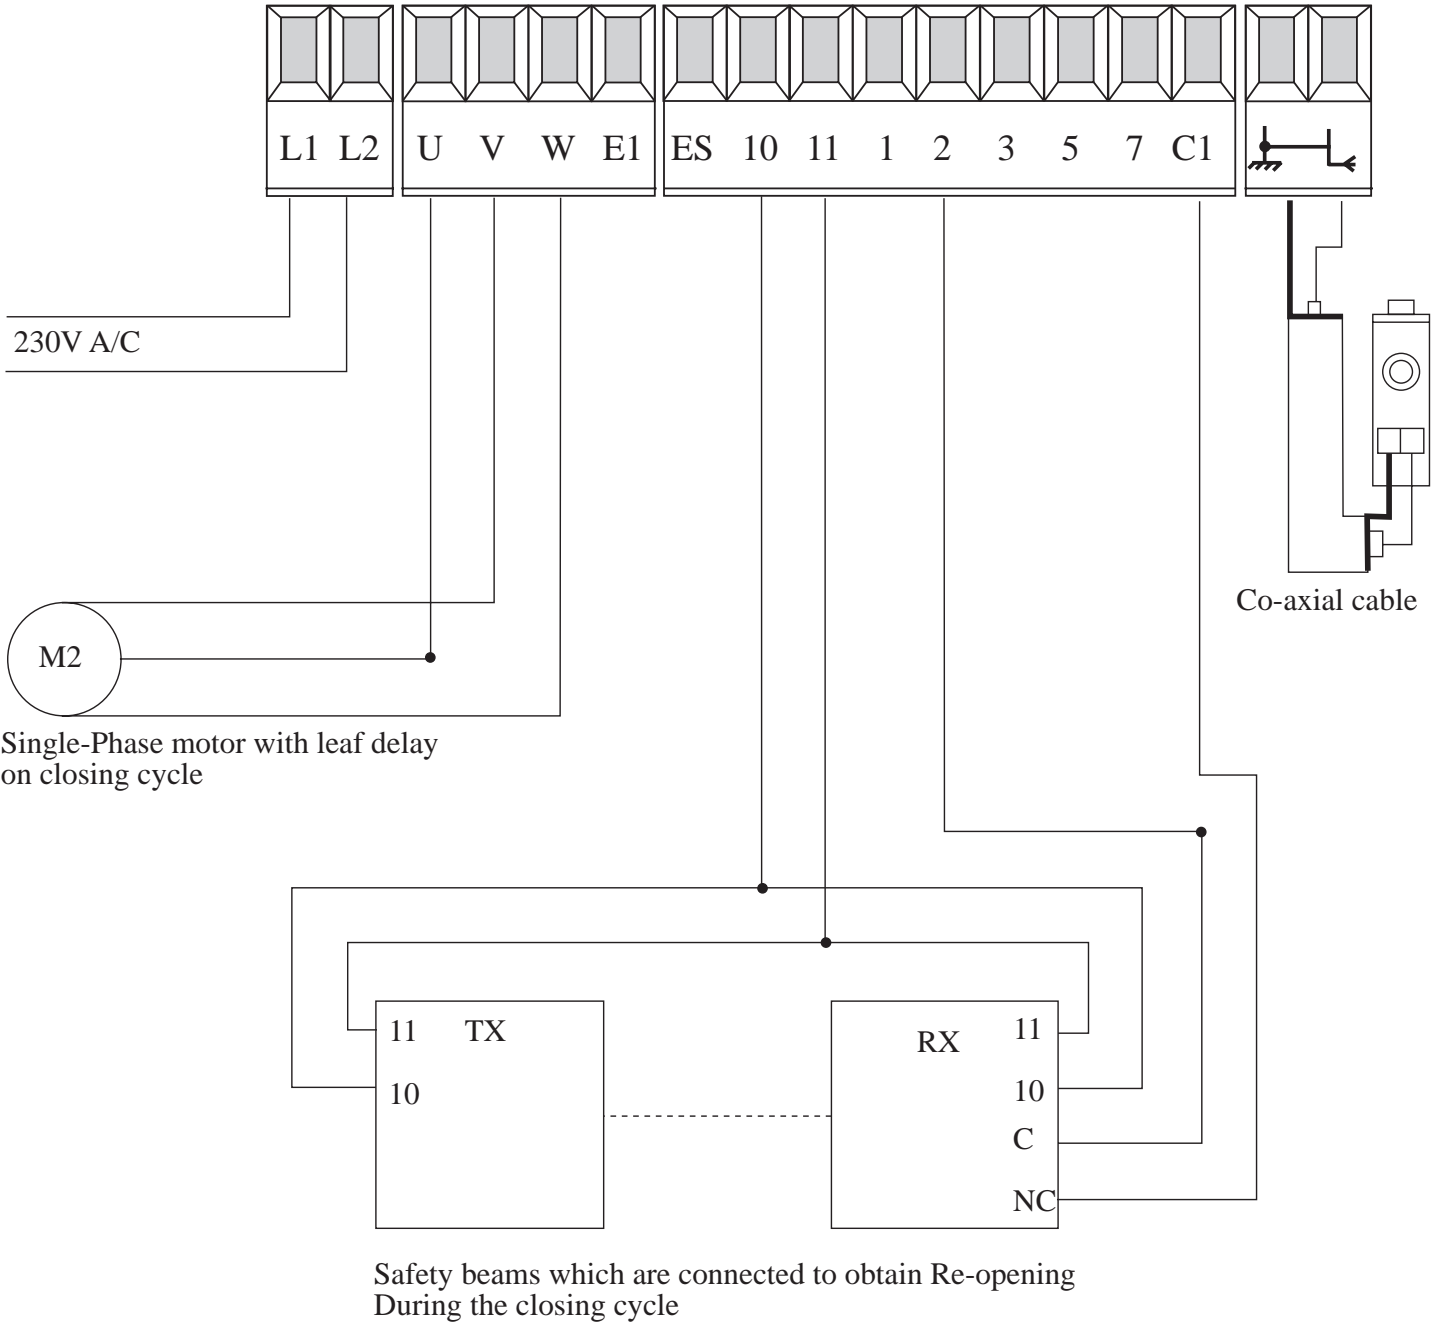 L1 L2 U V W E1 ES 10 11 1 2 3 5 7 C1
230V A/C
Co-axial cable
M2
Single-Phase motor with leaf delay
on closing cycle
11 TX
10
RX 11
10
C
NC
Safety beams which are connected to obtain Re-opening
During the closing cycle